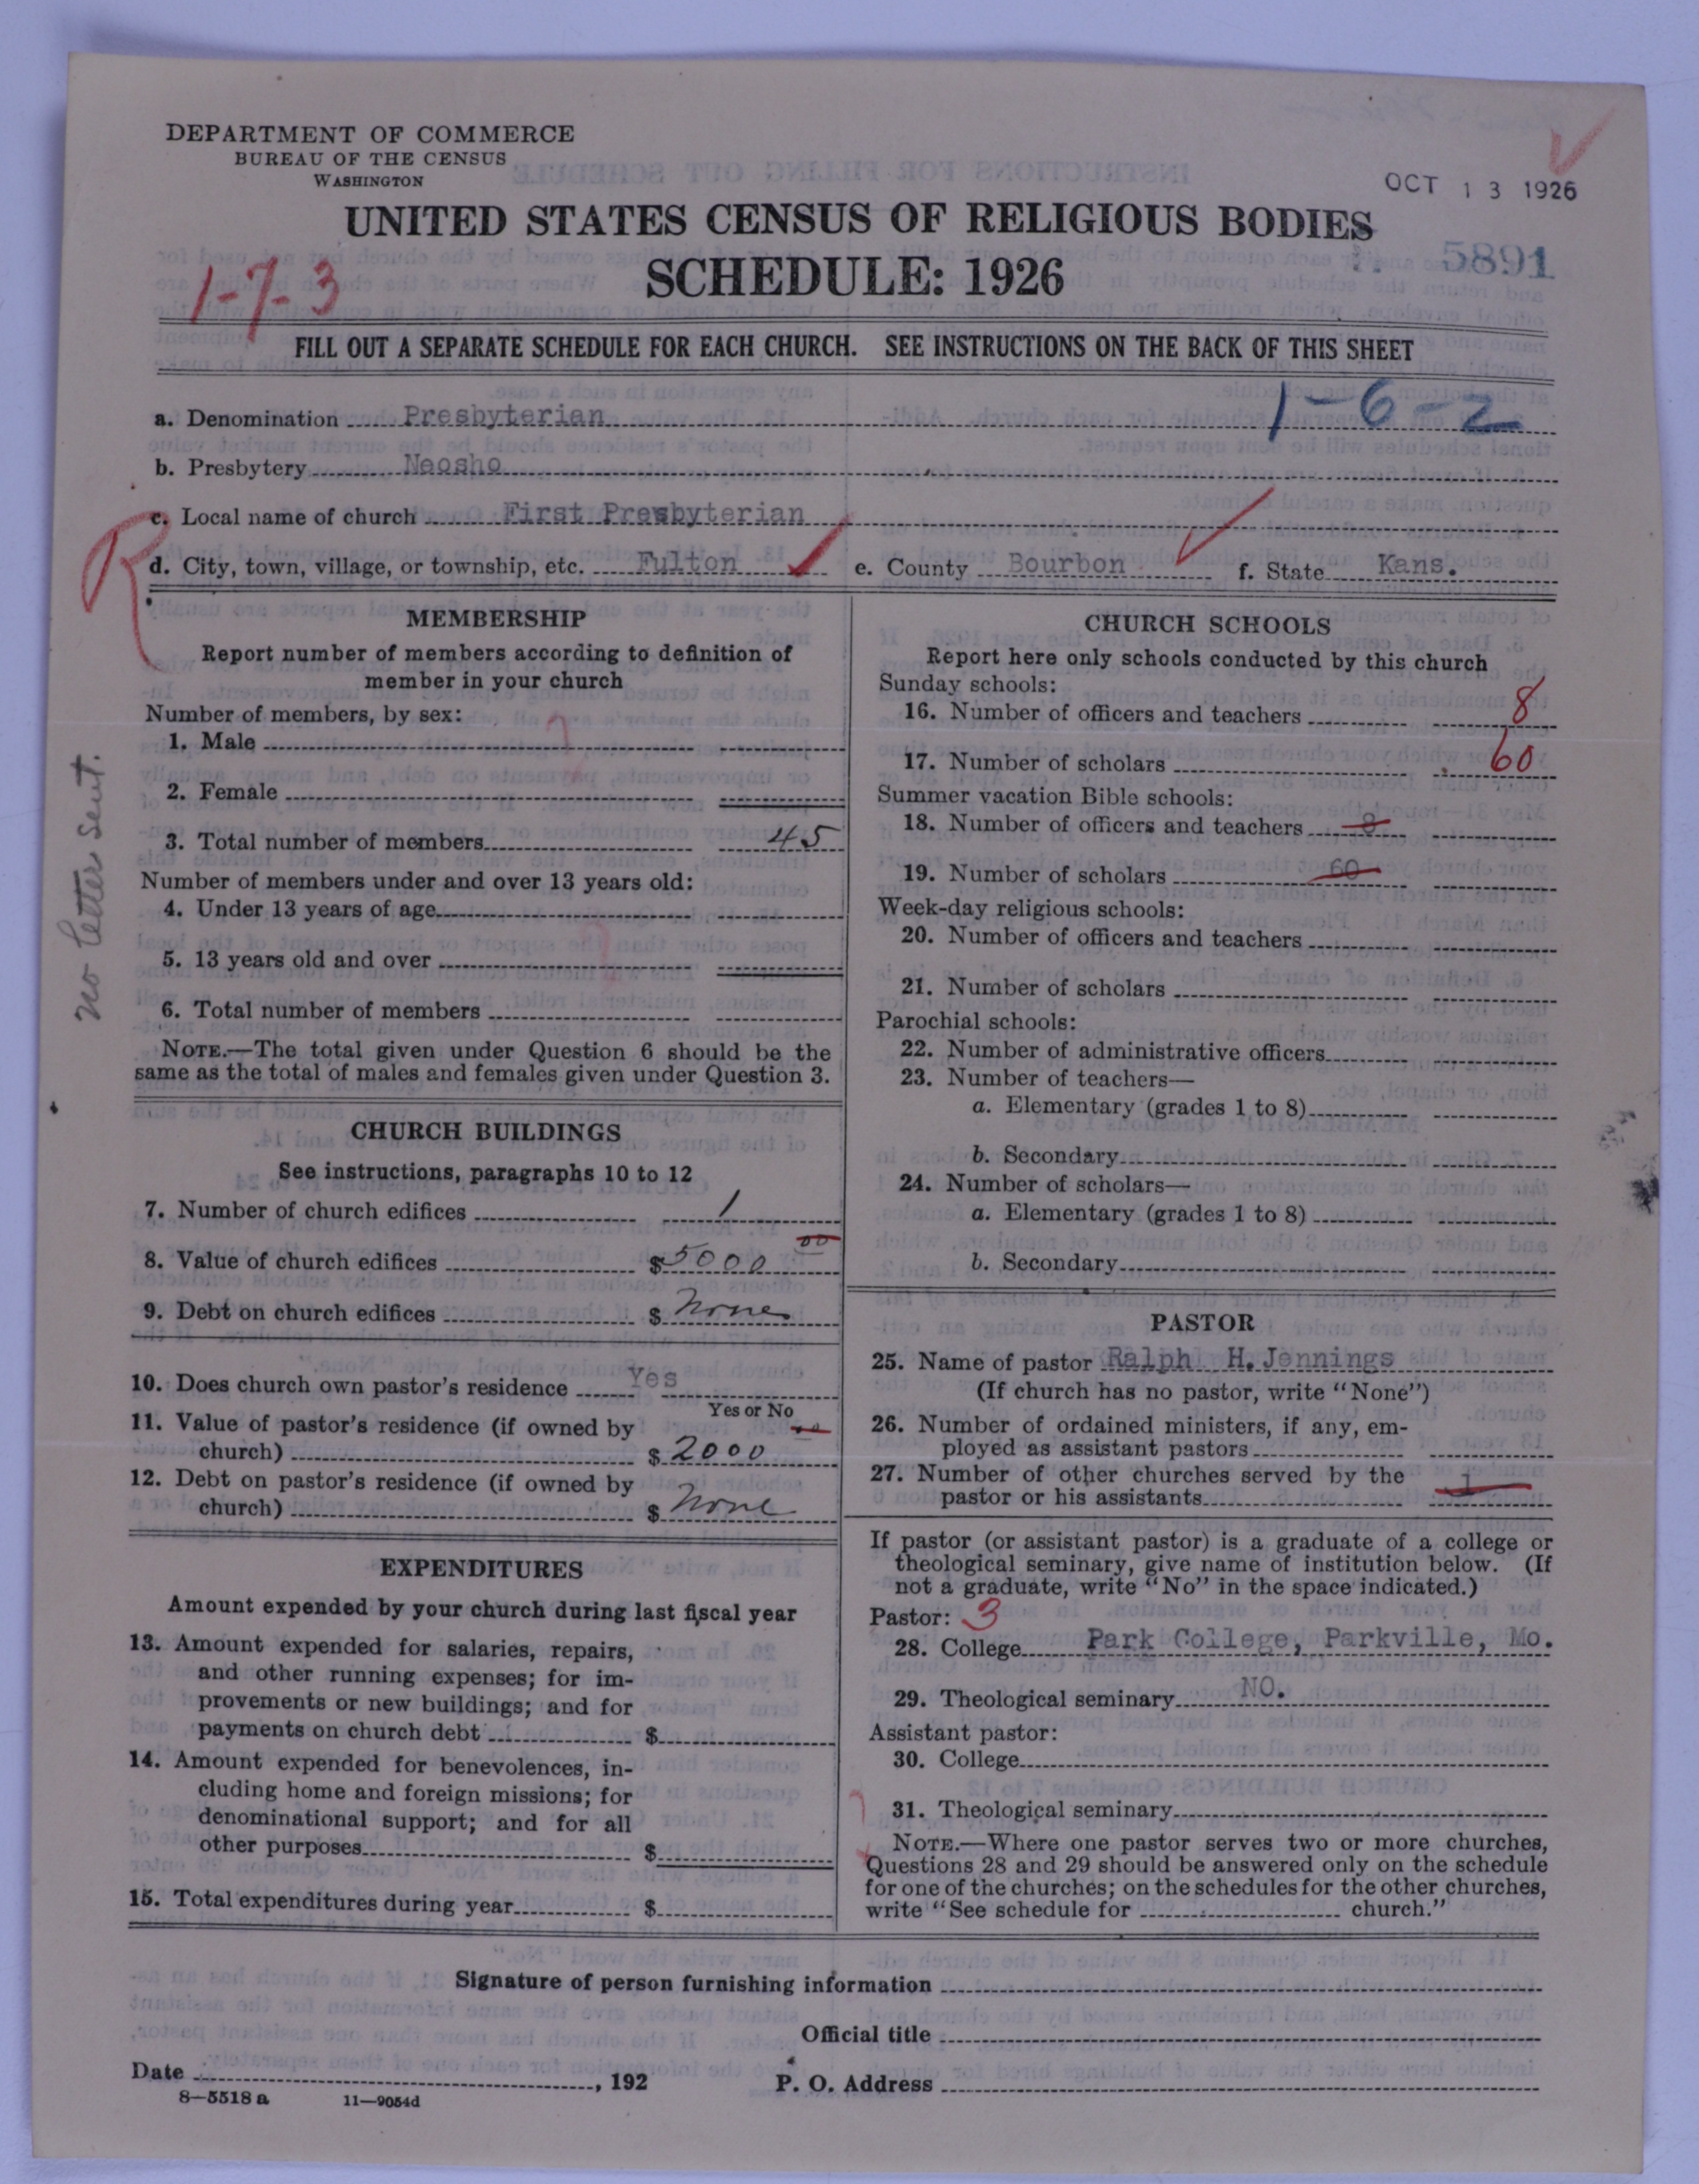 DEPARTMENT OF COMMERCE
BUREAU OF THE CENSUS
WASHINGTON
OCT 13 1926
UNITED STATES CENSUS OF RELIGIOUS BODIES
5891
SCHEDULE: 1926
1-7-3
FILL OUT A SEPARATE SCHEDULE FOR EACH CHURCH. SEE INSTRUCTIONS ON THE BACK OF THIS SHEET
1-6-2
a. Denomination Presbyterian
b. Presbytery Neosho
c. Local name of church First Presbyterian
R
d. City, town, village, or township, etc. Fulton e. County Bourbon f. State Kans.
no letter sent.
MEMBERSHIP
Report number of members according to definition of
member in your church
Number of members, by sex:
1. Male
2. Female
3. Total number of members 45
Number of members under and over 13 years old:
4. Under 13 years of age
5. 13 years old and over
6. Total number of members
NOTE.—The total given under Question 6 should be the
same as the total of males and females given under Question 3.
CHURCH BUILDINGS
See instructions, paragraphs 10 to 12
7. Number of church edifices 1
8. Value of church edifices $5000 00
9. Debt on church edifices $ None
10. Does church own pastor's residence Yes
Yes or No
11. Value of pastor's residence (if owned by
church) $ 2000
12. Debt on pastor's residence (if owned by
church) $ None
EXPENDITURES
Amount expended by your church during last fiscal year
13. Amount expended for salaries, repairs,
and other running expenses; for im-
provements or new buildings; and for
payments on church debt $
14. Amount expended for benevolences, in-
cluding home and foreign missions; for
denominational support; and for all
other purposes $
15. Total expenditures during year $
CHURCH SCHOOLS
Report here only schools conducted by this church
Sunday schools:
16. Number of officers and teachers 8
17. Number of scholars 60
Summer vacation Bible schools:
18. Number of officers and teachers 8
19. Number of scholars 60
Week-day religious schools:
20. Number of officers and teachers
21. Number of scholars
Parochial schools:
22. Number of administrative officers
23. Number of teachers—
a. Elementary (grades 1 to 8)
b. Secondary
24. Number of scholars—
a. Elementary (grades 1 to 8)
b. Secondary
PASTOR
25. Name of pastor Ralph H. Jennings
(If church has no pastor, write "None")
26. Number of ordained ministers, if any, em-
ployed as assistant pastors
27. Number of other churches served by the
pastor or his assistants 1
If pastor (or assistant pastor) is a graduate of a college or
theological seminary, give name of institution below. (If
not a graduate, write "No" in the space indicated.)
Pastor: 3
28. College Park College, Parkville, Mo.
29. Theological seminary NO.
Assistant pastor:
30. College
31. Theological seminary
NOTE.—Where one pastor serves two or more churches,
Questions 28 and 29 should be answered only on the schedule
for one of the churches; on the schedules for the other churches,
write "See schedule for church."
Signature of person furnishing information
Official title
Date , 192 P. O. Address
8—5518 a 11—9054d